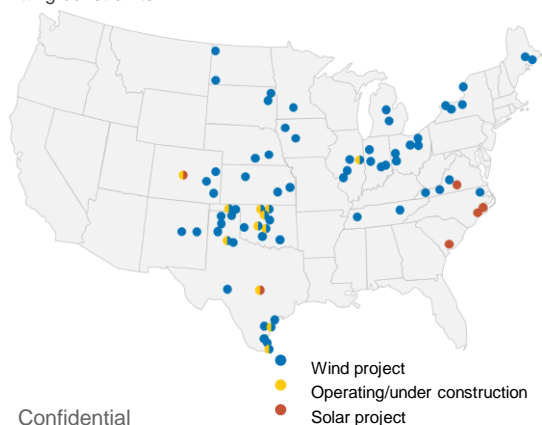 Wind project
Operating/under construction
Confidential
Solar project